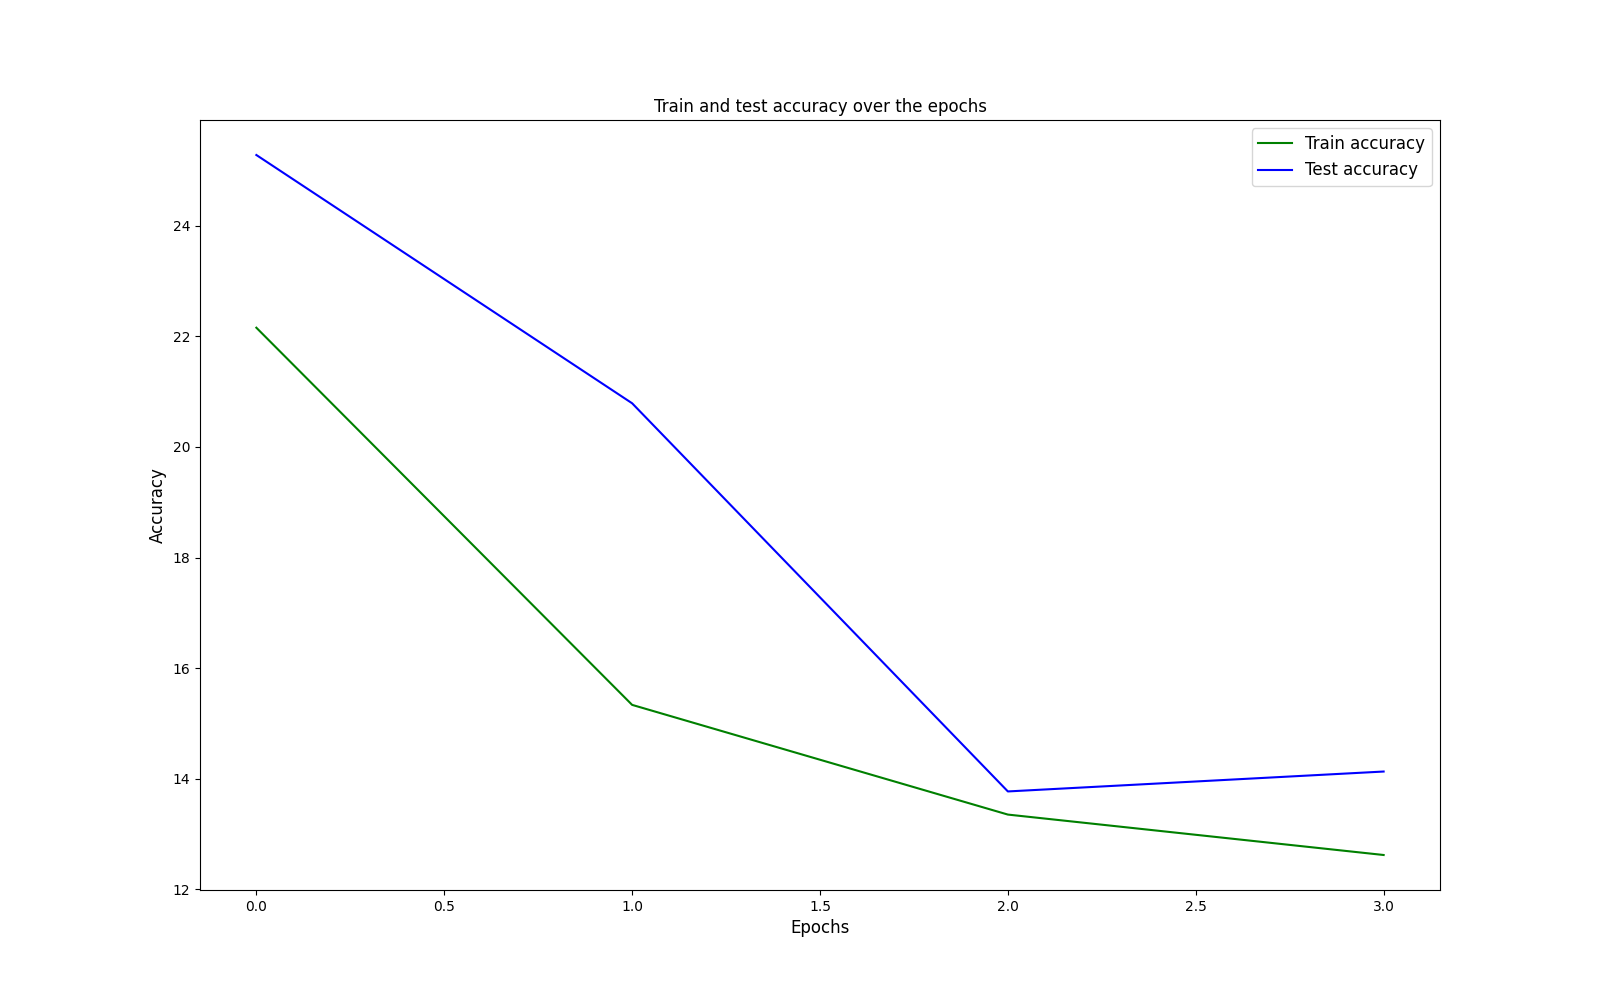 Train and test accuracy over the epochs
Train accuracy
Test accuracy
24
22
20
18
16
14
12
Accuracy
0.0 0.5 1.0 1.5 2.0 2.5 3.0
Epochs